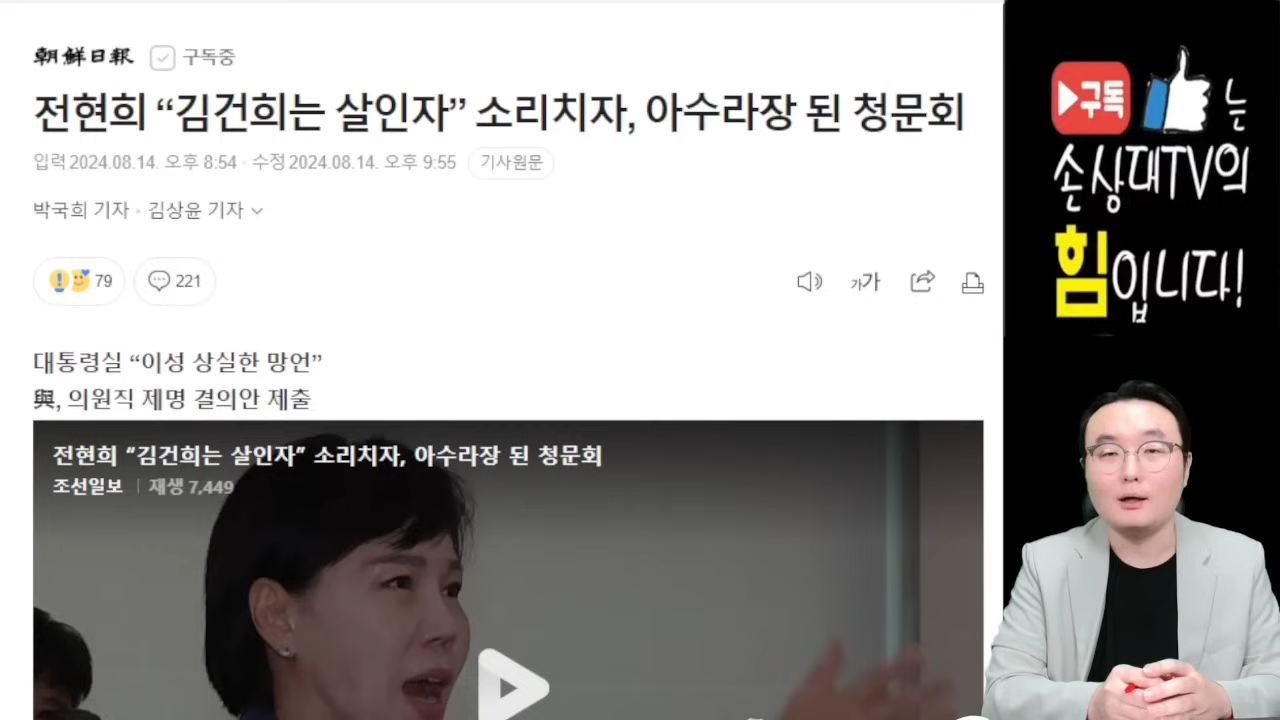 朝鮮日報 구독중
전현희 “김건희는 살인자” 소리치자, 아수라장 된 청문회
입력 2024.08.14. 오후 8:54 · 수정 2024.08.14. 오후 9:55 기사원문
박국희 기자 · 김상윤 기자
79 221
가가
대통령실 “이성 상실한 망언”
與, 의원직 제명 결의안 제출
전현희 “김건희는 살인자” 소리치자, 아수라장 된 청문회
조선일보 | 재생 7,449
구독 는
손상대TV의
힘입니다!